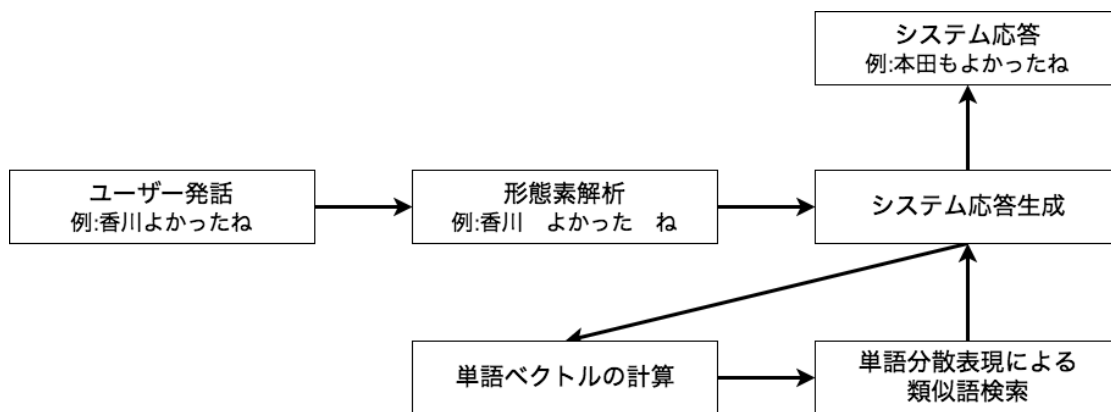 システム応答
例:本田もよかったね
ユーザー発話
例:香川よかったね
形態素解析
例:香川　よかった　ね
システム応答生成
単語ベクトルの計算
単語分散表現による
類似語検索